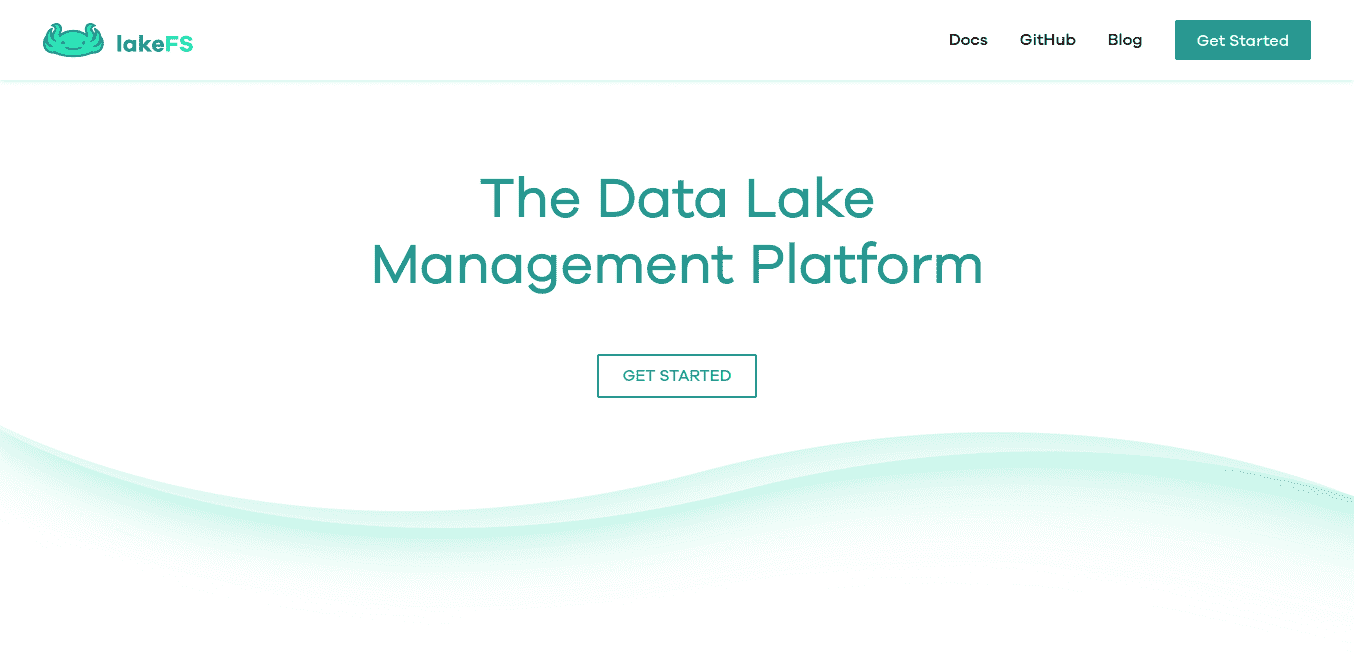 lakeFS
Docs
GitHub
Blog
Get Started
The Data Lake
Management Platform
GET STARTED